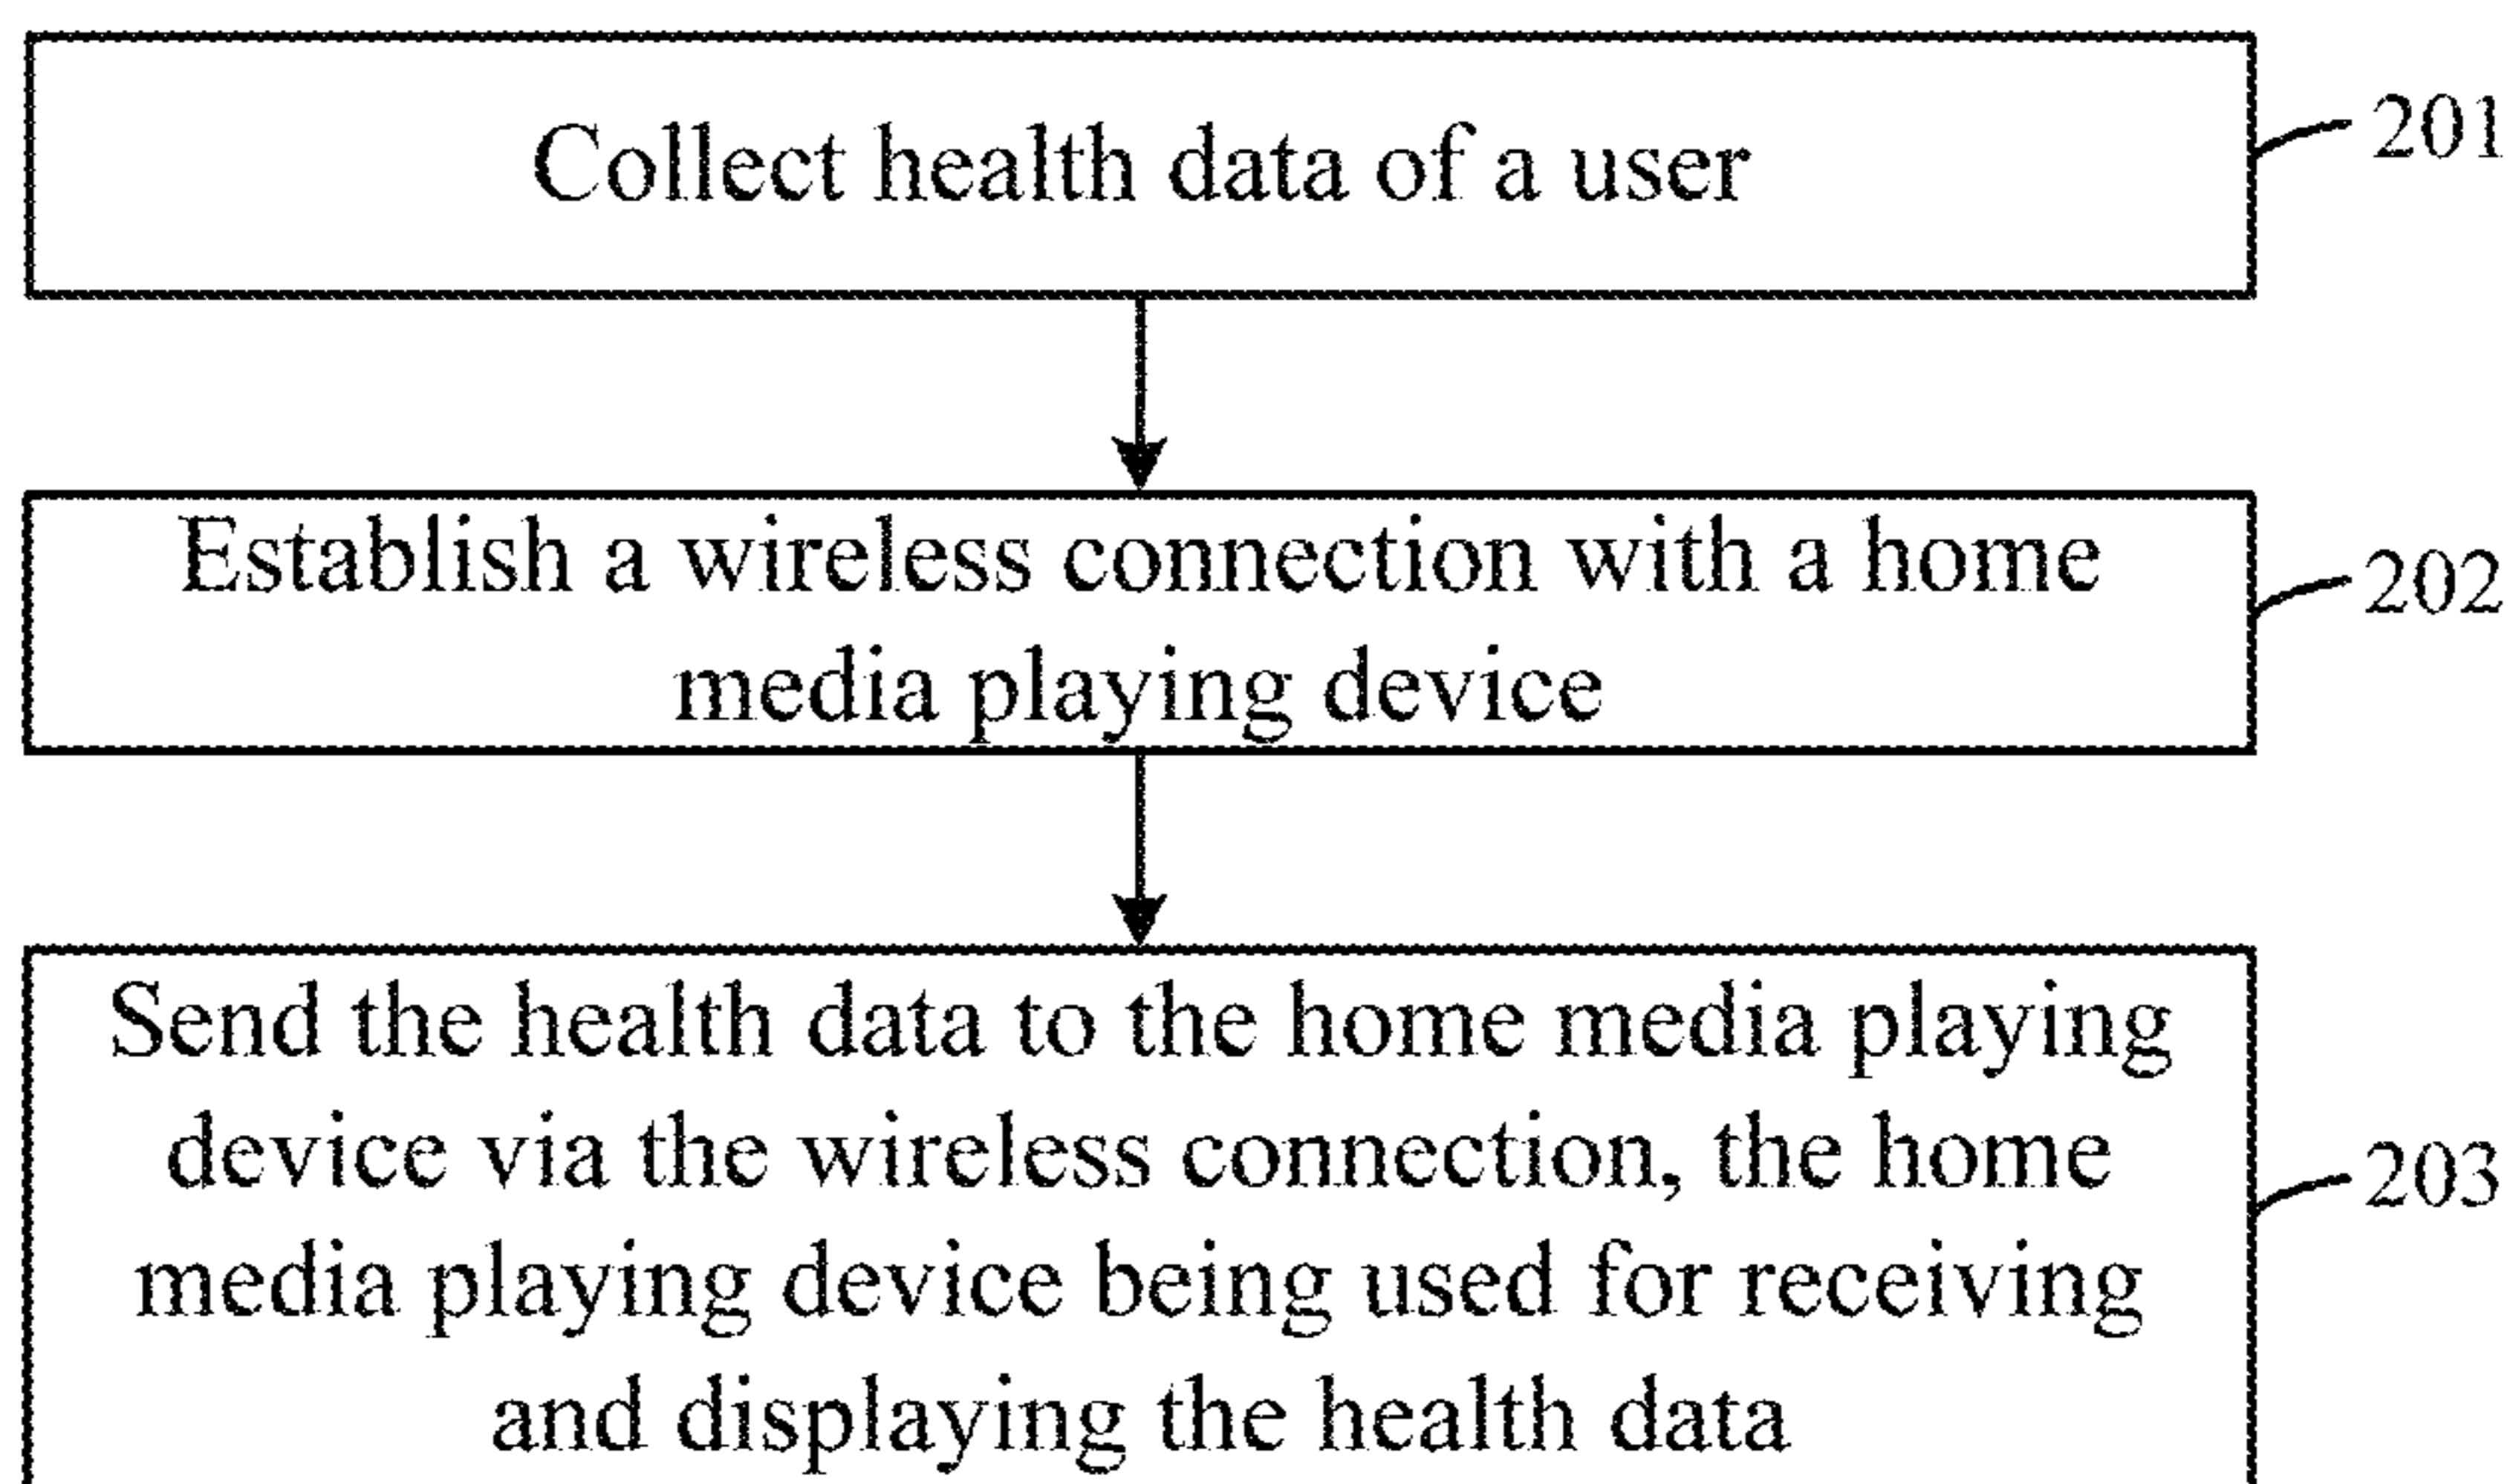 Collect health data of a user
201
Establish a wireless connection with a home
media playing device
202
Send the health data to the home media playing
device via the wireless connection, the home
media playing device being used for receiving
and displaying the health data
203